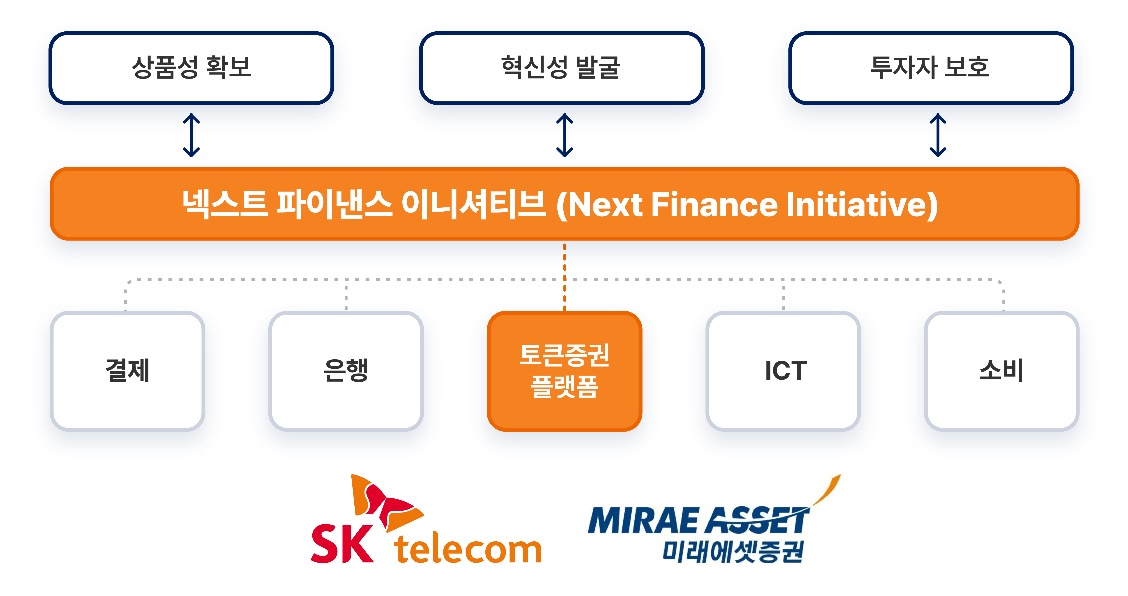 상품성 확보
혁신성 발굴
투자자 보호
넥스트 파이낸스 이니셔티브 (Next Finance Initiative)
결제
은행
토큰증권
플랫폼
ICT
소비
SK telecom
MIRAE ASSET
미래에셋증권